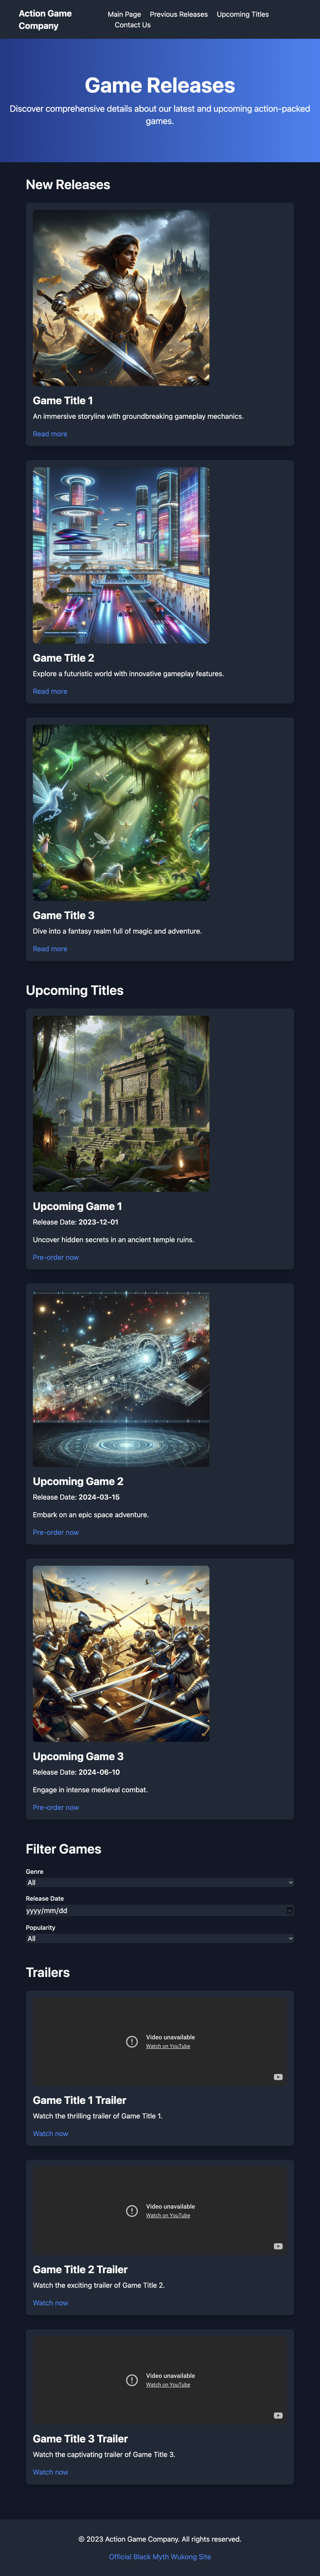 Action Game
Company
Main Page Previous Releases Upcoming Titles
Contact Us
Game Releases
Discover comprehensive details about our latest and upcoming action-packed
games.
New Releases
Game Title 1
An immersive storyline with groundbreaking gameplay mechanics.
Read more
Game Title 2
Explore a futuristic world with innovative gameplay features.
Read more
Game Title 3
Dive into a fantasy realm full of magic and adventure.
Read more
Upcoming Titles
Upcoming Game 1
Release Date: 2023-12-01
Uncover hidden secrets in an ancient temple ruins.
Pre-order now
Upcoming Game 2
Release Date: 2024-03-15
Embark on an epic space adventure.
Pre-order now
Upcoming Game 3
Release Date: 2024-06-10
Engage in intense medieval combat.
Pre-order now
Filter Games
Genre
All
Release Date
yyyy/mm/dd
Popularity
All
Trailers
Video unavailable
Watch on YouTube
Game Title 1 Trailer
Watch the thrilling trailer of Game Title 1.
Watch now
Video unavailable
Watch on YouTube
Game Title 2 Trailer
Watch the exciting trailer of Game Title 2.
Watch now
Video unavailable
Watch on YouTube
Game Title 3 Trailer
Watch the captivating trailer of Game Title 3.
Watch now
© 2023 Action Game Company. All rights reserved.
Official Black Myth Wukong Site